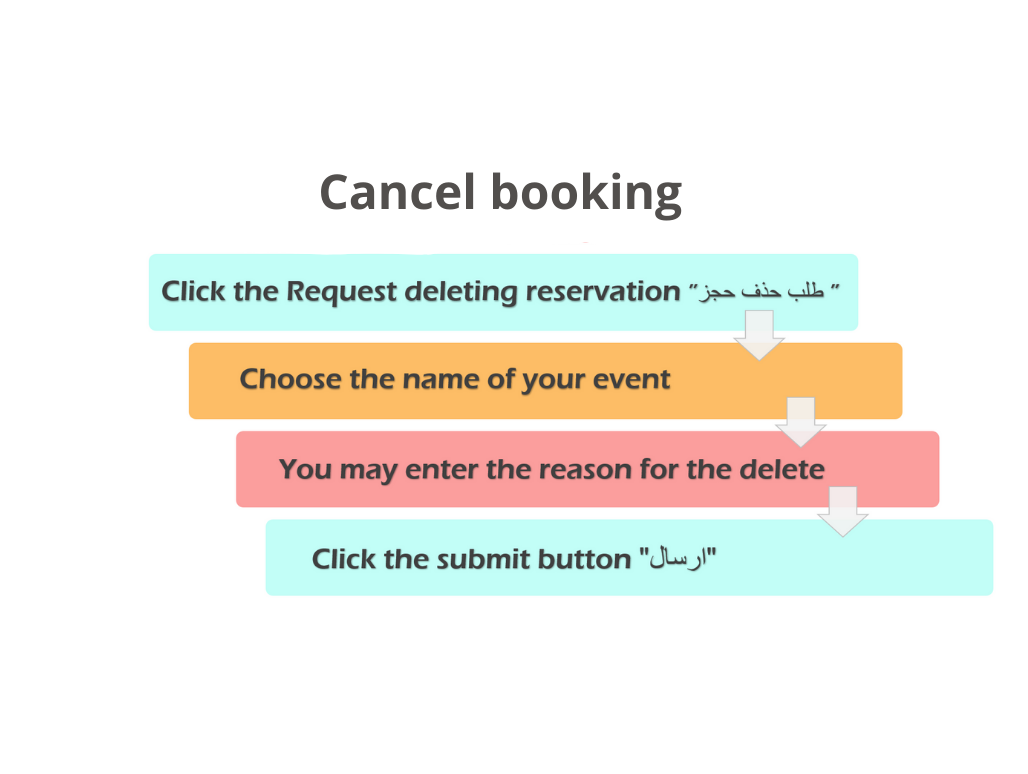 Cancel booking
Click the Request deleting reservation “طلب حذف حجز ”
Choose the name of your event
You may enter the reason for the delete
Click the submit button "ارسال"